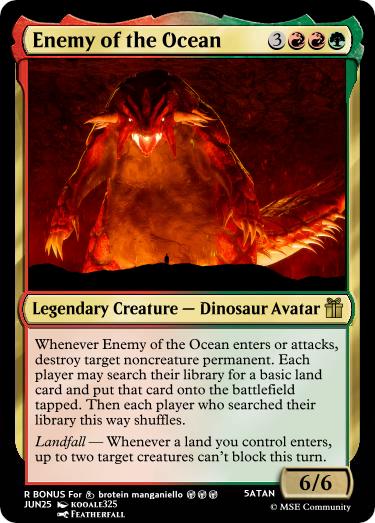 Enemy of the Ocean 3
Legendary Creature — Dinosaur Avatar
Whenever Enemy of the Ocean enters or attacks,
destroy target noncreature permanent. Each
player may search their library for a basic land
card and put that card onto the battlefield
tapped. Then each player who searched their
library this way shuffles.
Landfall — Whenever a land you control enters,
up to two target creatures can't block this turn.
6/6
R BONUS For brotein manganiello 5ATAN
JUN25 KOOALE325 © MSE Community
FEATHERFALL